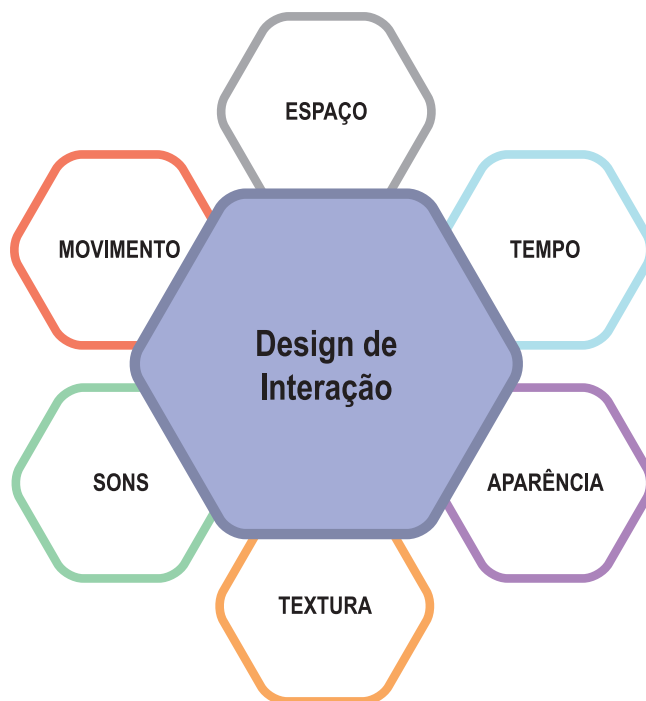 ESPAÇO
MOVIMENTO
TEMPO
Design de
Interação
SONS
APARÊNCIA
TEXTURA